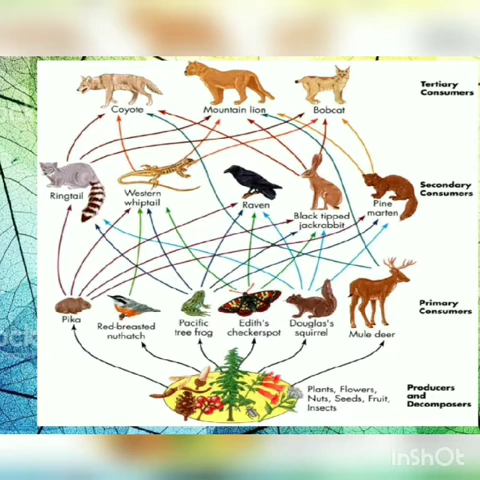 Tertiary
Consumers
Coyote
Mountain lion
Bobcat
Ringtail
Western
whiptail
Raven
Black tipped
jackrabbit
Pine
marten
Secondary
Consumers
Pika
Red-breasted
nuthatch
Pacific
tree frog
Edith's
checkerspot
Douglas's
squirrel
Mule deer
Primary
Consumers
Plants, Flowers,
Nuts, Seeds, Fruit,
Insects
Producers
and
Decomposers
InShOt